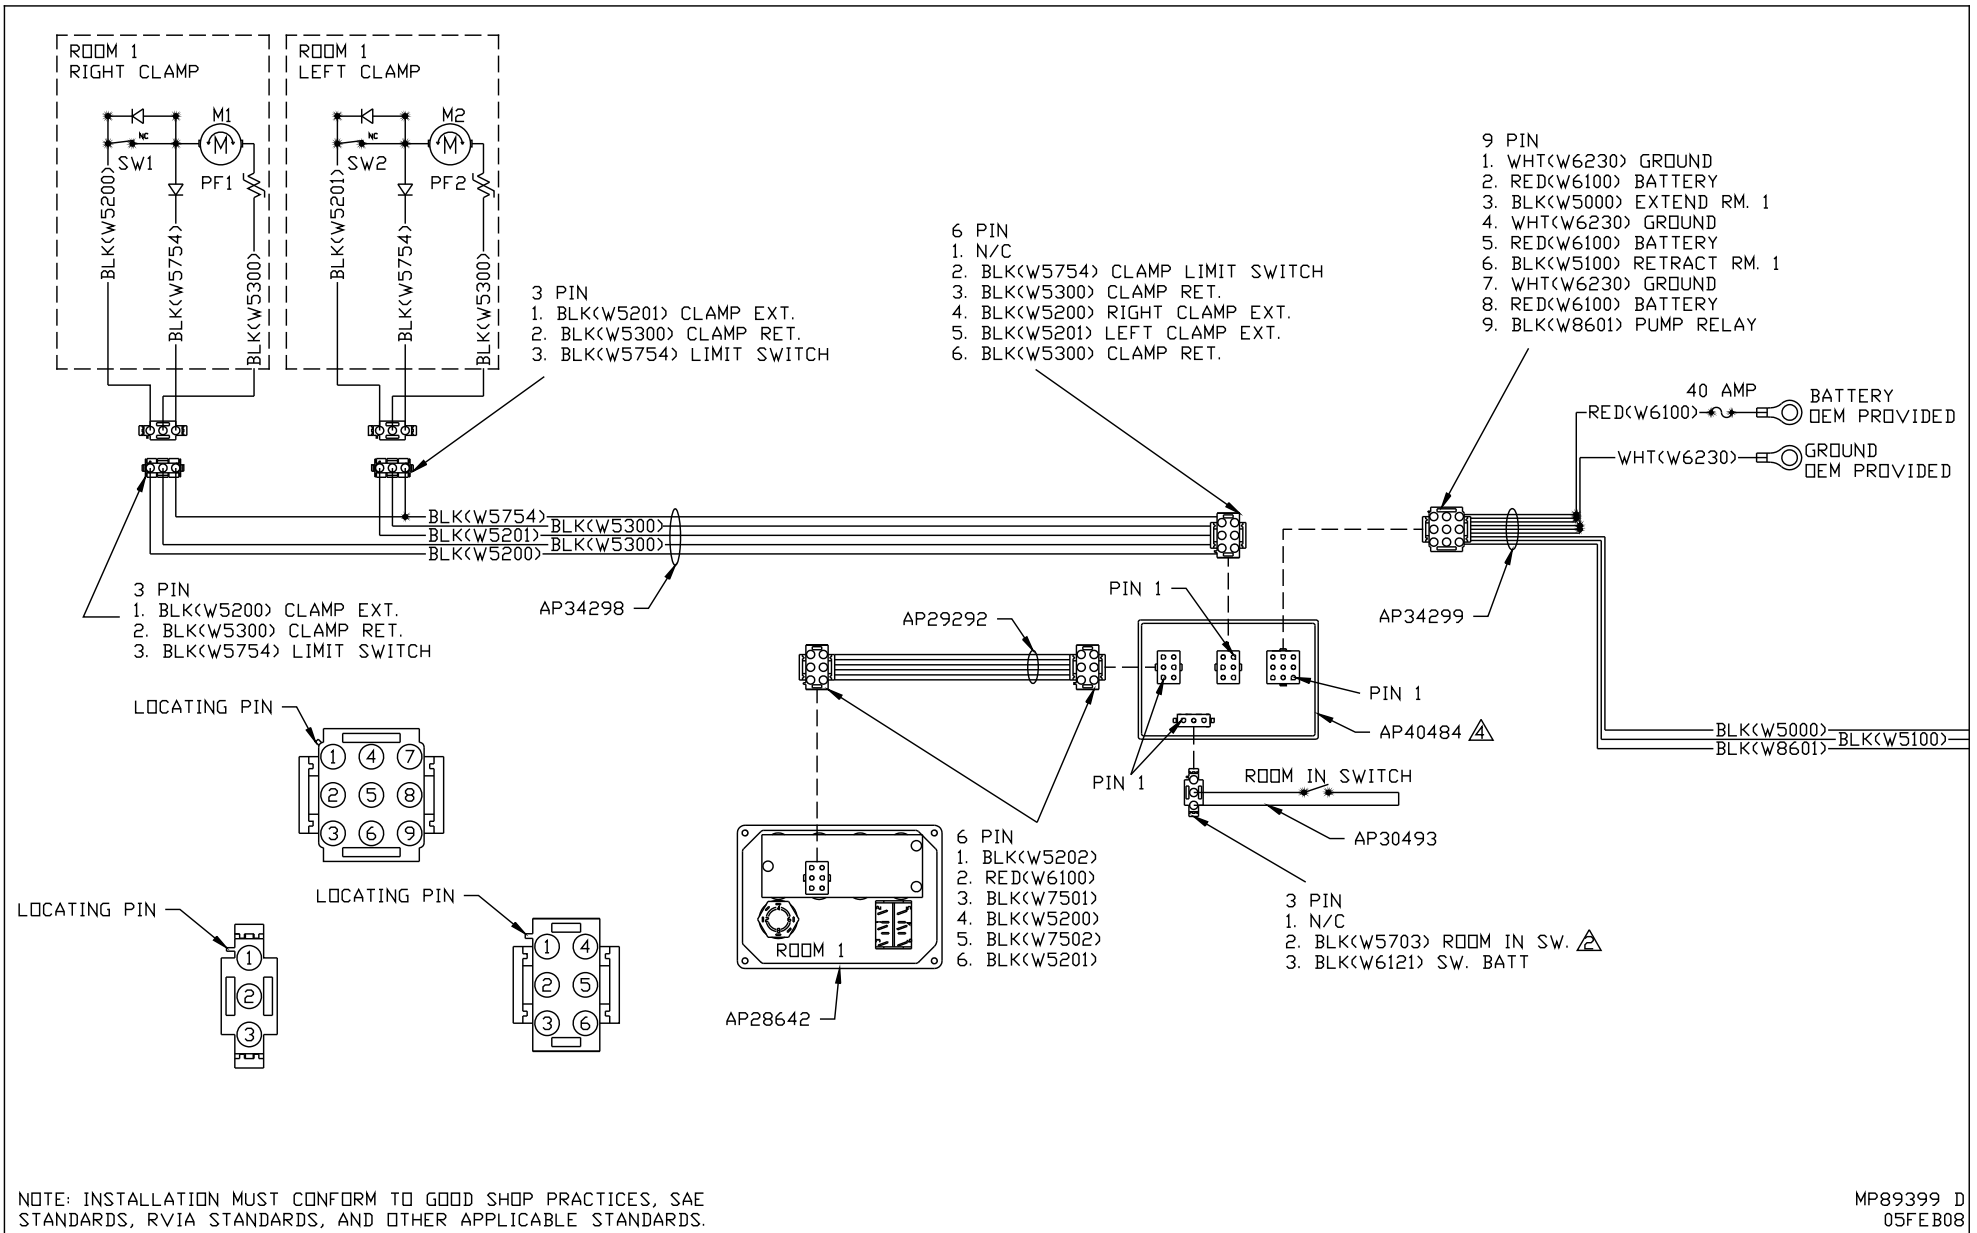 ROOM 1
RIGHT CLAMP
ROOM 1
LEFT CLAMP
M1
NC
SW1
PF1
BLK(W5200)
BLK(W5754)
BLK(W5300)
M
M2
NC
SW2
PF2
BLK(W5201)
BLK(W5754)
BLK(W5300)
M
3 PIN
1. BLK(W5201) CLAMP EXT.
2. BLK(W5300) CLAMP RET.
3. BLK(W5754) LIMIT SWITCH
6 PIN
1. N/C
2. BLK(W5754) CLAMP LIMIT SWITCH
3. BLK(W5300) CLAMP RET.
4. BLK(W5200) RIGHT CLAMP EXT.
5. BLK(W5201) LEFT CLAMP EXT.
6. BLK(W5300) CLAMP RET.
9 PIN
1. WHT(W6230) GROUND
2. RED(W6100) BATTERY
3. BLK(W5000) EXTEND RM. 1
4. WHT(W6230) GROUND
5. RED(W6100) BATTERY
6. BLK(W5100) RETRACT RM. 1
7. WHT(W6230) GROUND
8. RED(W6100) BATTERY
9. BLK(W8601) PUMP RELAY
40 AMP
RED(W6100)
BATTERY
OEM PROVIDED
WHT(W6230)
GROUND
OEM PROVIDED
BLK(W5754)
BLK(W5300)
BLK(W5201)
BLK(W5300)
BLK(W5200)
3 PIN
1. BLK(W5200) CLAMP EXT.
2. BLK(W5300) CLAMP RET.
3. BLK(W5754) LIMIT SWITCH
AP34298
AP29292
PIN 1
AP34299
PIN 1
AP40484 4
PIN 1
BLK(W5000)
BLK(W5100)
BLK(W8601)
ROOM IN SWITCH
AP30493
LOCATING PIN
1 4 7
2 5 8
3 6 9
LOCATING PIN
1
2
3
LOCATING PIN
1 4
2 5
3 6
ROOM 1
AP28642
6 PIN
1. BLK(W5202)
2. RED(W6100)
3. BLK(W7501)
4. BLK(W5200)
5. BLK(W7502)
6. BLK(W5201)
3 PIN
1. N/C
2. BLK(W5703) ROOM IN SW. 2
3. BLK(W6121) SW. BATT
NOTE: INSTALLATION MUST CONFORM TO GOOD SHOP PRACTICES, SAE
STANDARDS, RVIA STANDARDS, AND OTHER APPLICABLE STANDARDS.
MP89399 D
05FEB08